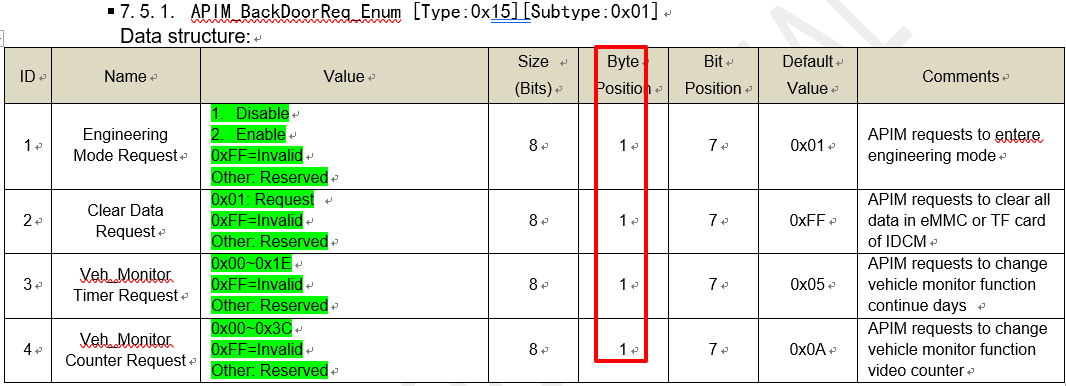 7.5.1. APIM_BackDoorReq_Enum [Type:0x15][Subtype:0x01]
Data structure:
ID Name Value Size (Bits) Byte Position Bit Position Default Value Comments
1 Engineering Mode Request 1. Disable 8 1 7 0x01 APIM requests to entere engineering mode
2. Enable
0xFF=Invalid
Other: Reserved
2 Clear Data Request 0x01: Request 8 1 7 0xFF APIM requests to clear all data in eMMC or TF card of IDCM
0xFF=Invalid
Other: Reserved
3 Veh_Monitor Timer Request 0x00~0x1E 8 1 7 0x05 APIM requests to change vehicle monitor function continue days
0xFF=Invalid
Other: Reserved
4 Veh_Monitor Counter Request 0x00~0x3C 8 1 7 0x0A APIM requests to change vehicle monitor function video counter
0xFF=Invalid
Other: Reserved